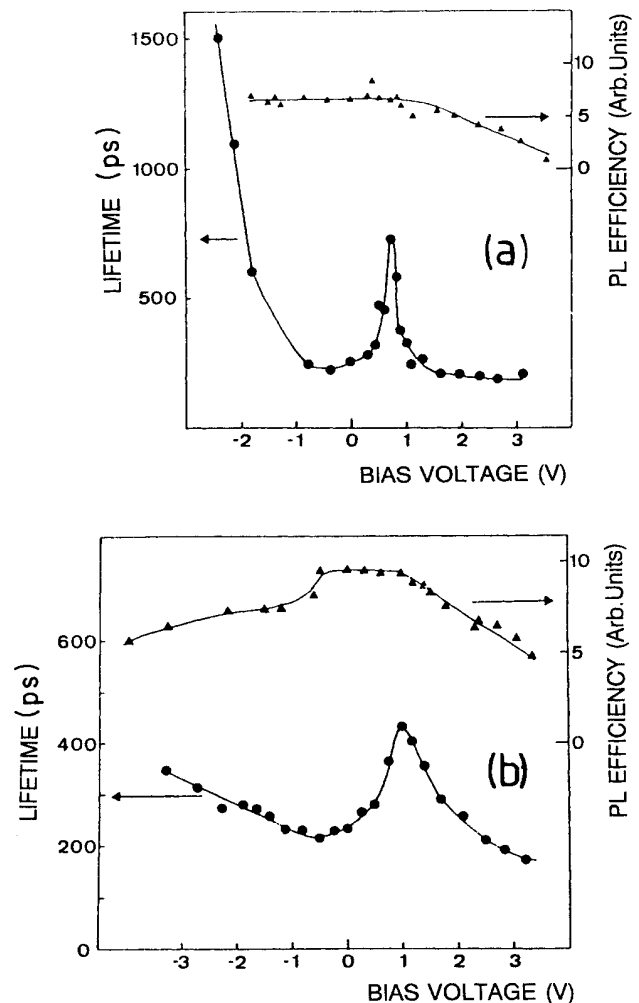 1500
1000
500
LIFETIME (ps)
10
5
0
PL EFFICIENCY (Arb.Units)
(a)
-2 -1 0 1 2 3
BIAS VOLTAGE (V)
600
400
200
0
LIFETIME (ps)
10
5
0
PL EFFICIENCY (Arb.Units)
(b)
-3 -2 -1 0 1 2 3
BIAS VOLTAGE (V)